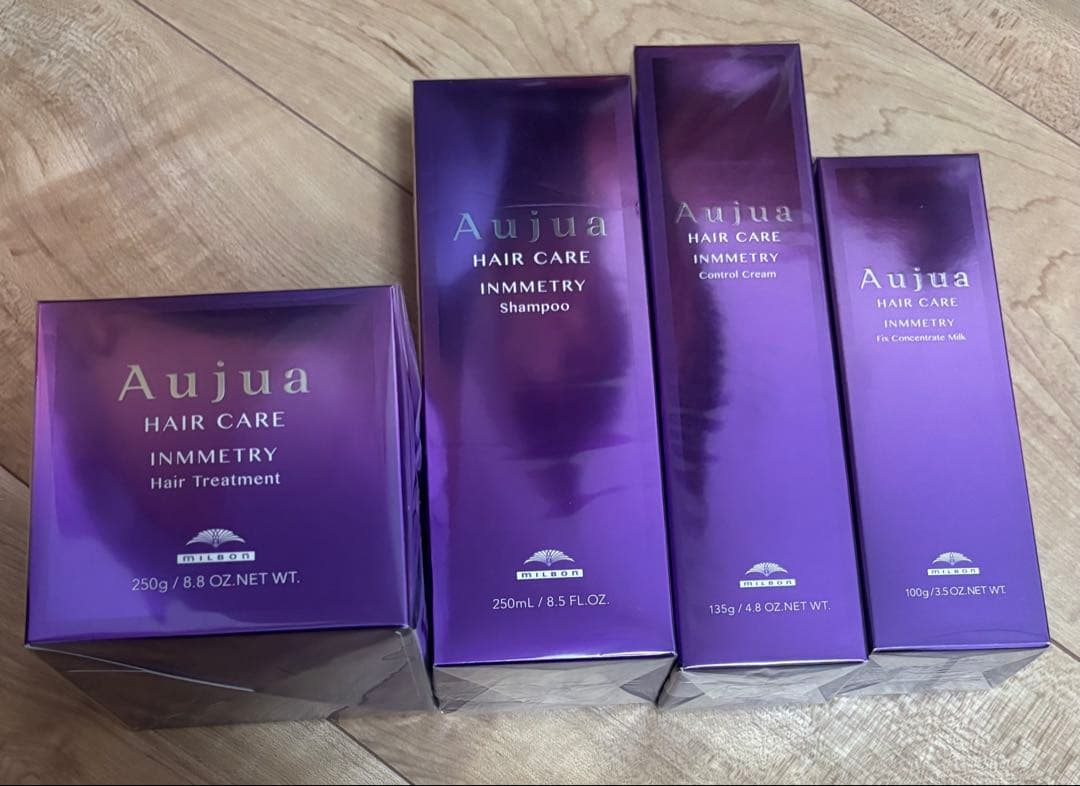 Aujua
HAIR CARE
INMMETRY
Hair Treatment
MILBON
250g / 8.8 OZ.NET WT.
Aujua
HAIR CARE
INMMETRY
Shampoo
MILBON
250mL / 8.5 FL.OZ.
Aujua
HAIR CARE
INMMETRY
Control Cream
MILBON
135g / 4.8 OZ.NET WT.
Aujua
HAIR CARE
INMMETRY
Fix Concentrate Milk
MILBON
100g / 3.5 OZ.NET WT.